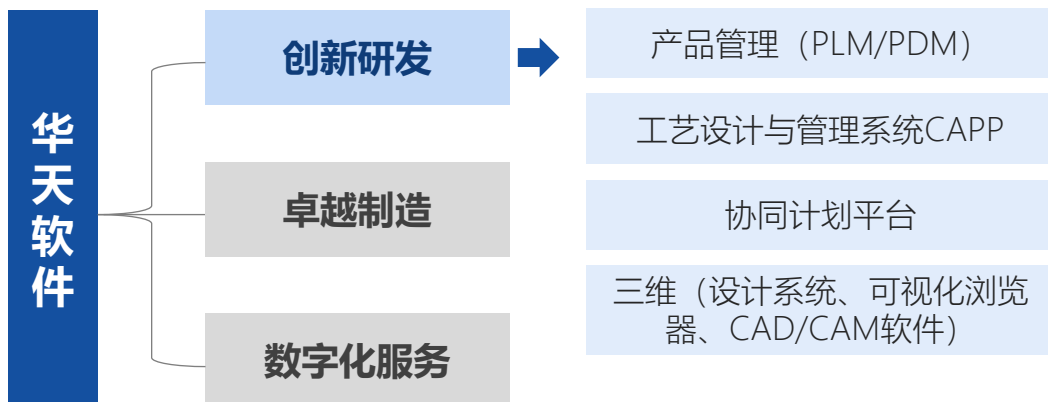 华天软件
创新研发
卓越制造
数字化服务
产品管理（PLM/PDM）
工艺设计与管理系统CAPP
协同计划平台
三维（设计系统、可视化浏览
器、CAD/CAM软件）